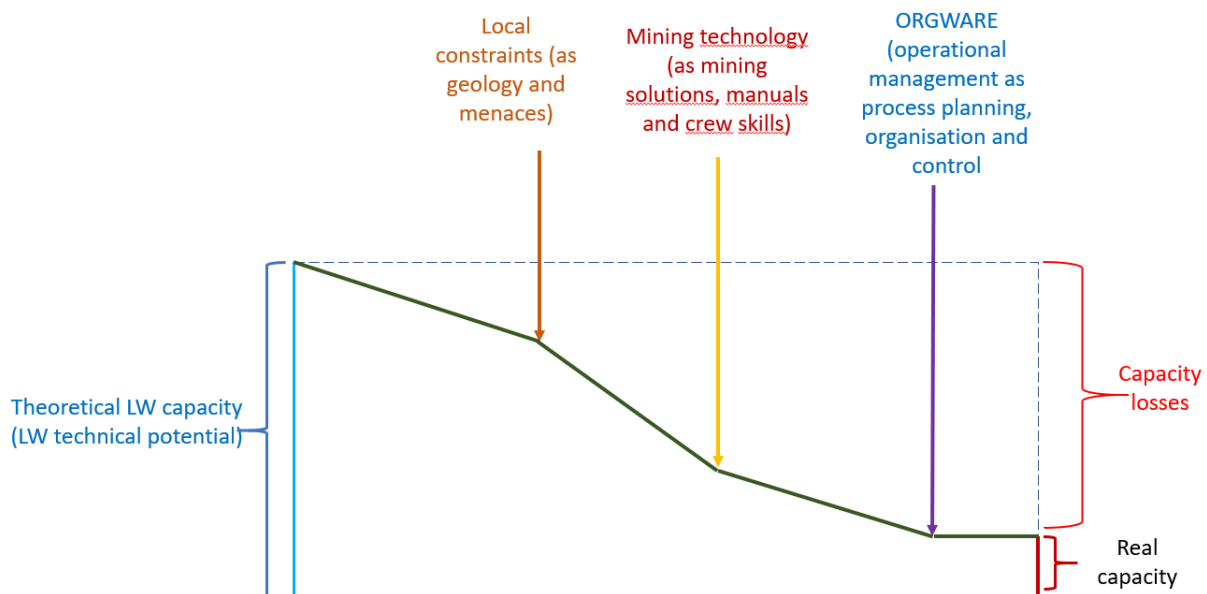 Local
constraints (as
geology and
menaces)
Mining technology
(as mining
solutions, manuals
and crew skills)
ORGWARE
(operational
management as
process planning,
organisation and
control
Theoretical LW capacity
(LW technical potential)
Capacity
losses
Real
capacity